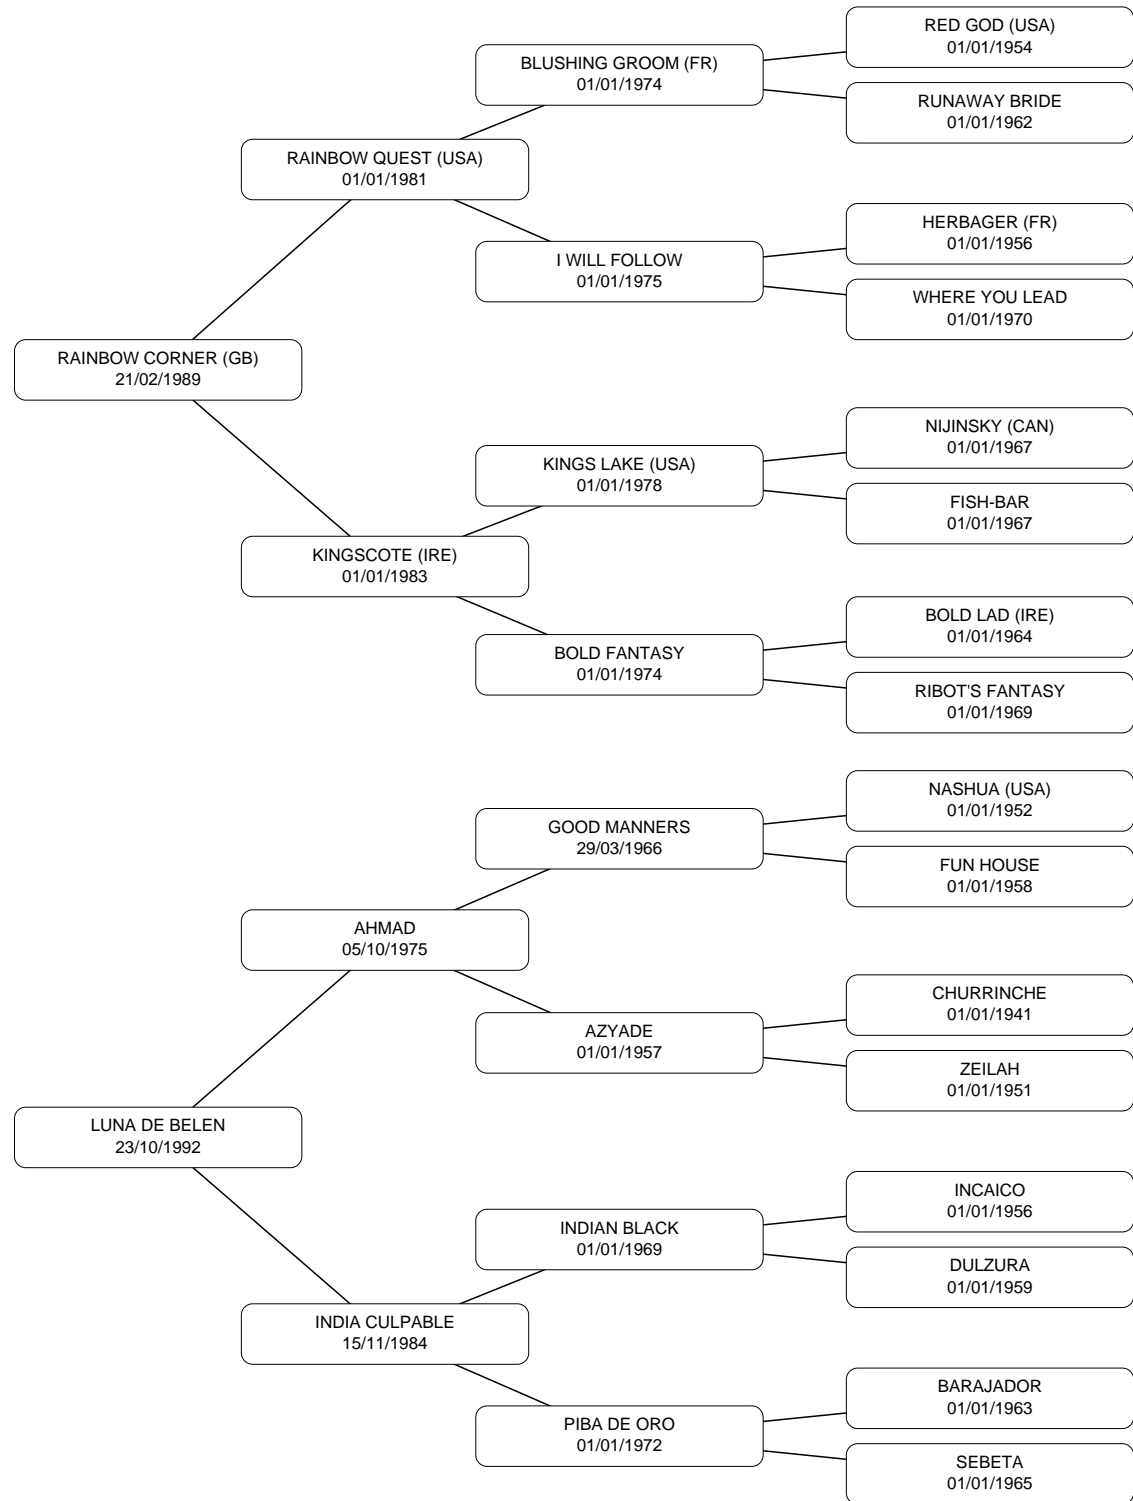 RED GOD (USA)
01/01/1954
BLUSHING GROOM (FR)
01/01/1974
RUNAWAY BRIDE
01/01/1962
RAINBOW QUEST (USA)
01/01/1981
HERBAGER (FR)
01/01/1956
I WILL FOLLOW
01/01/1975
WHERE YOU LEAD
01/01/1970
RAINBOW CORNER (GB)
21/02/1989
NIJINSKY (CAN)
01/01/1967
KINGS LAKE (USA)
01/01/1978
FISH-BAR
01/01/1967
KINGSCOTE (IRE)
01/01/1983
BOLD LAD (IRE)
01/01/1964
BOLD FANTASY
01/01/1974
RIBOT'S FANTASY
01/01/1969
NASHUA (USA)
01/01/1952
GOOD MANNERS
29/03/1966
FUN HOUSE
01/01/1958
AHMAD
05/10/1975
CHURRINCHE
01/01/1941
AZYADE
01/01/1957
ZEILAH
01/01/1951
LUNA DE BELEN
23/10/1992
INCAICO
01/01/1956
INDIAN BLACK
01/01/1969
DULZURA
01/01/1959
INDIA CULPABLE
15/11/1984
BARAJADOR
01/01/1963
PIBA DE ORO
01/01/1972
SEBETA
01/01/1965